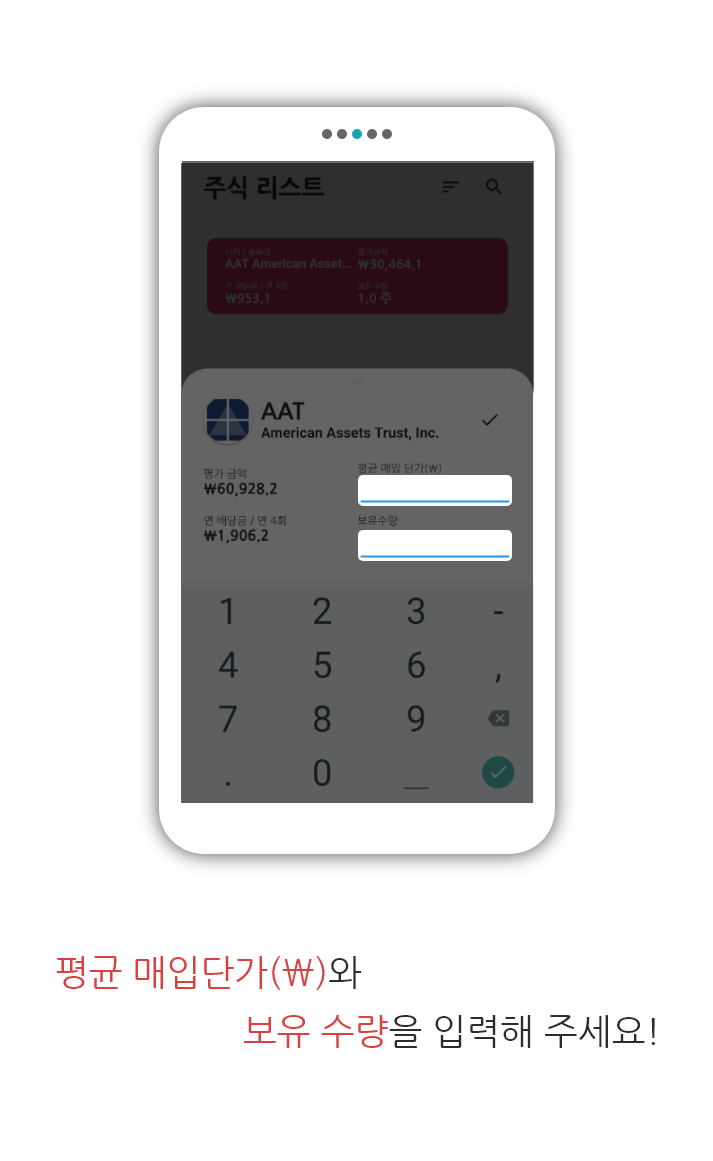 주식 리스트
티커 / 종목명
평가금액
AAT American Asset...
₩30,464.1
연 배당금 / 연 4회
보유수량
₩953.1
1.0 주
AAT
American Assets Trust, Inc.
평가 금액
₩60,928.2
평균 매입 단가(₩)
연 배당금 / 연 4회
₩1,906.2
보유수량
1 2 3 -
4 5 6 ,
7 8 9
. 0 _
평균 매입단가(₩)와
보유 수량을 입력해 주세요!